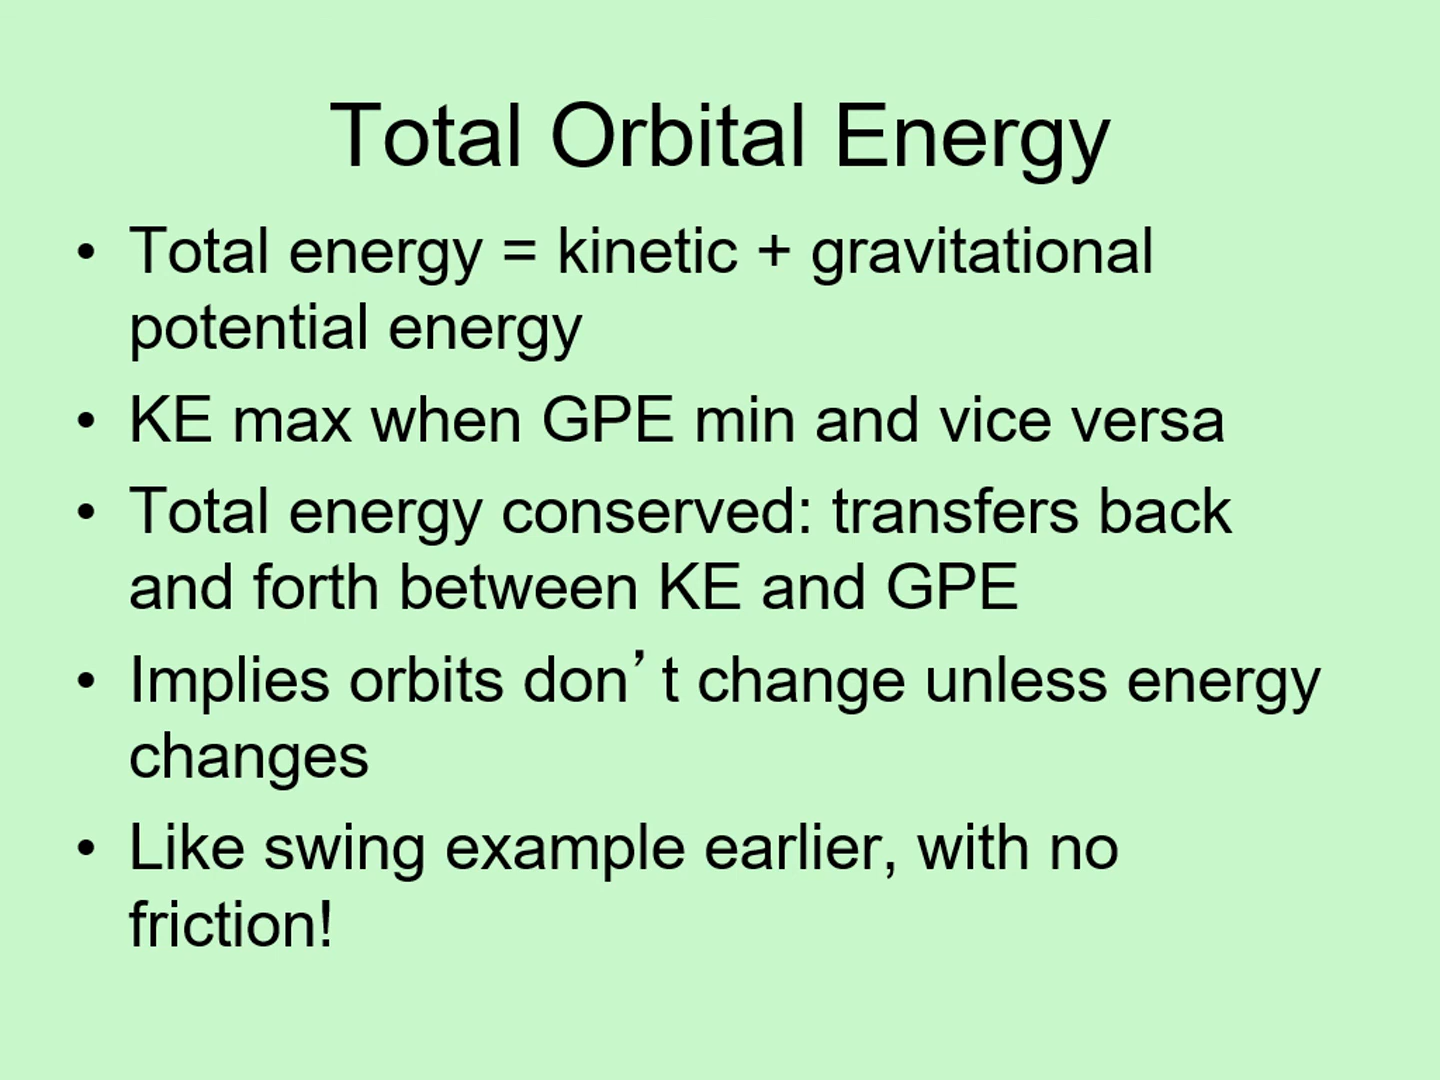 Total Orbital Energy
• Total energy = kinetic + gravitational
potential energy
• KE max when GPE min and vice versa
• Total energy conserved: transfers back
and forth between KE and GPE
• Implies orbits don’t change unless energy
changes
• Like swing example earlier, with no
friction!